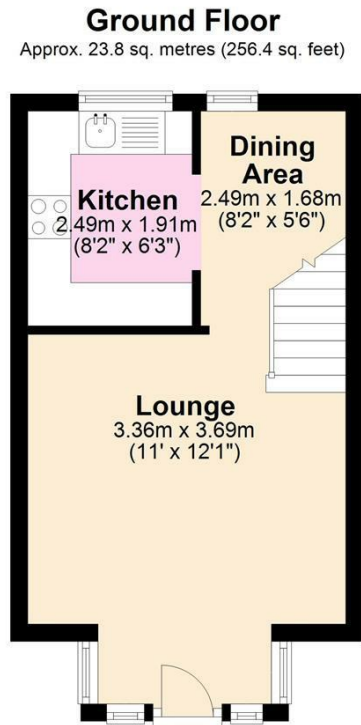 Ground Floor
Approx. 23.8 sq. metres (256.4 sq. feet)
Kitchen
2.49m x 1.91m
(8'2" x 6'3")
Dining
Area
2.49m x 1.68m
(8'2" x 5'6")
Lounge
3.36m x 3.69m
(11' x 12'1")